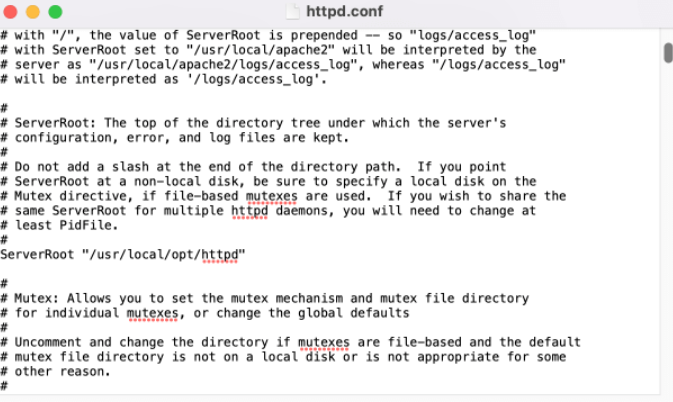 httpd.conf
# with "/", the value of ServerRoot is prepended -- so "logs/access_log"
# with ServerRoot set to "/usr/local/apache2" will be interpreted by the
# server as "/usr/local/apache2/logs/access_log", whereas "/logs/access_log"
# will be interpreted as '/logs/access_log'.
#
# ServerRoot: The top of the directory tree under which the server's
# configuration, error, and log files are kept.
#
# Do not add a slash at the end of the directory path.  If you point
# ServerRoot at a non-local disk, be sure to specify a local disk on the
# Mutex directive, if file-based mutexes are used.  If you wish to share the
# same ServerRoot for multiple httpd daemons, you will need to change at
# least PidFile.
#
ServerRoot "/usr/local/opt/httpd"
#
# Mutex: Allows you to set the mutex mechanism and mutex file directory
# for individual mutexes, or change the global defaults
#
# Uncomment and change the directory if mutexes are file-based and the default
# mutex file directory is not on a local disk or is not appropriate for some
# other reason.
#